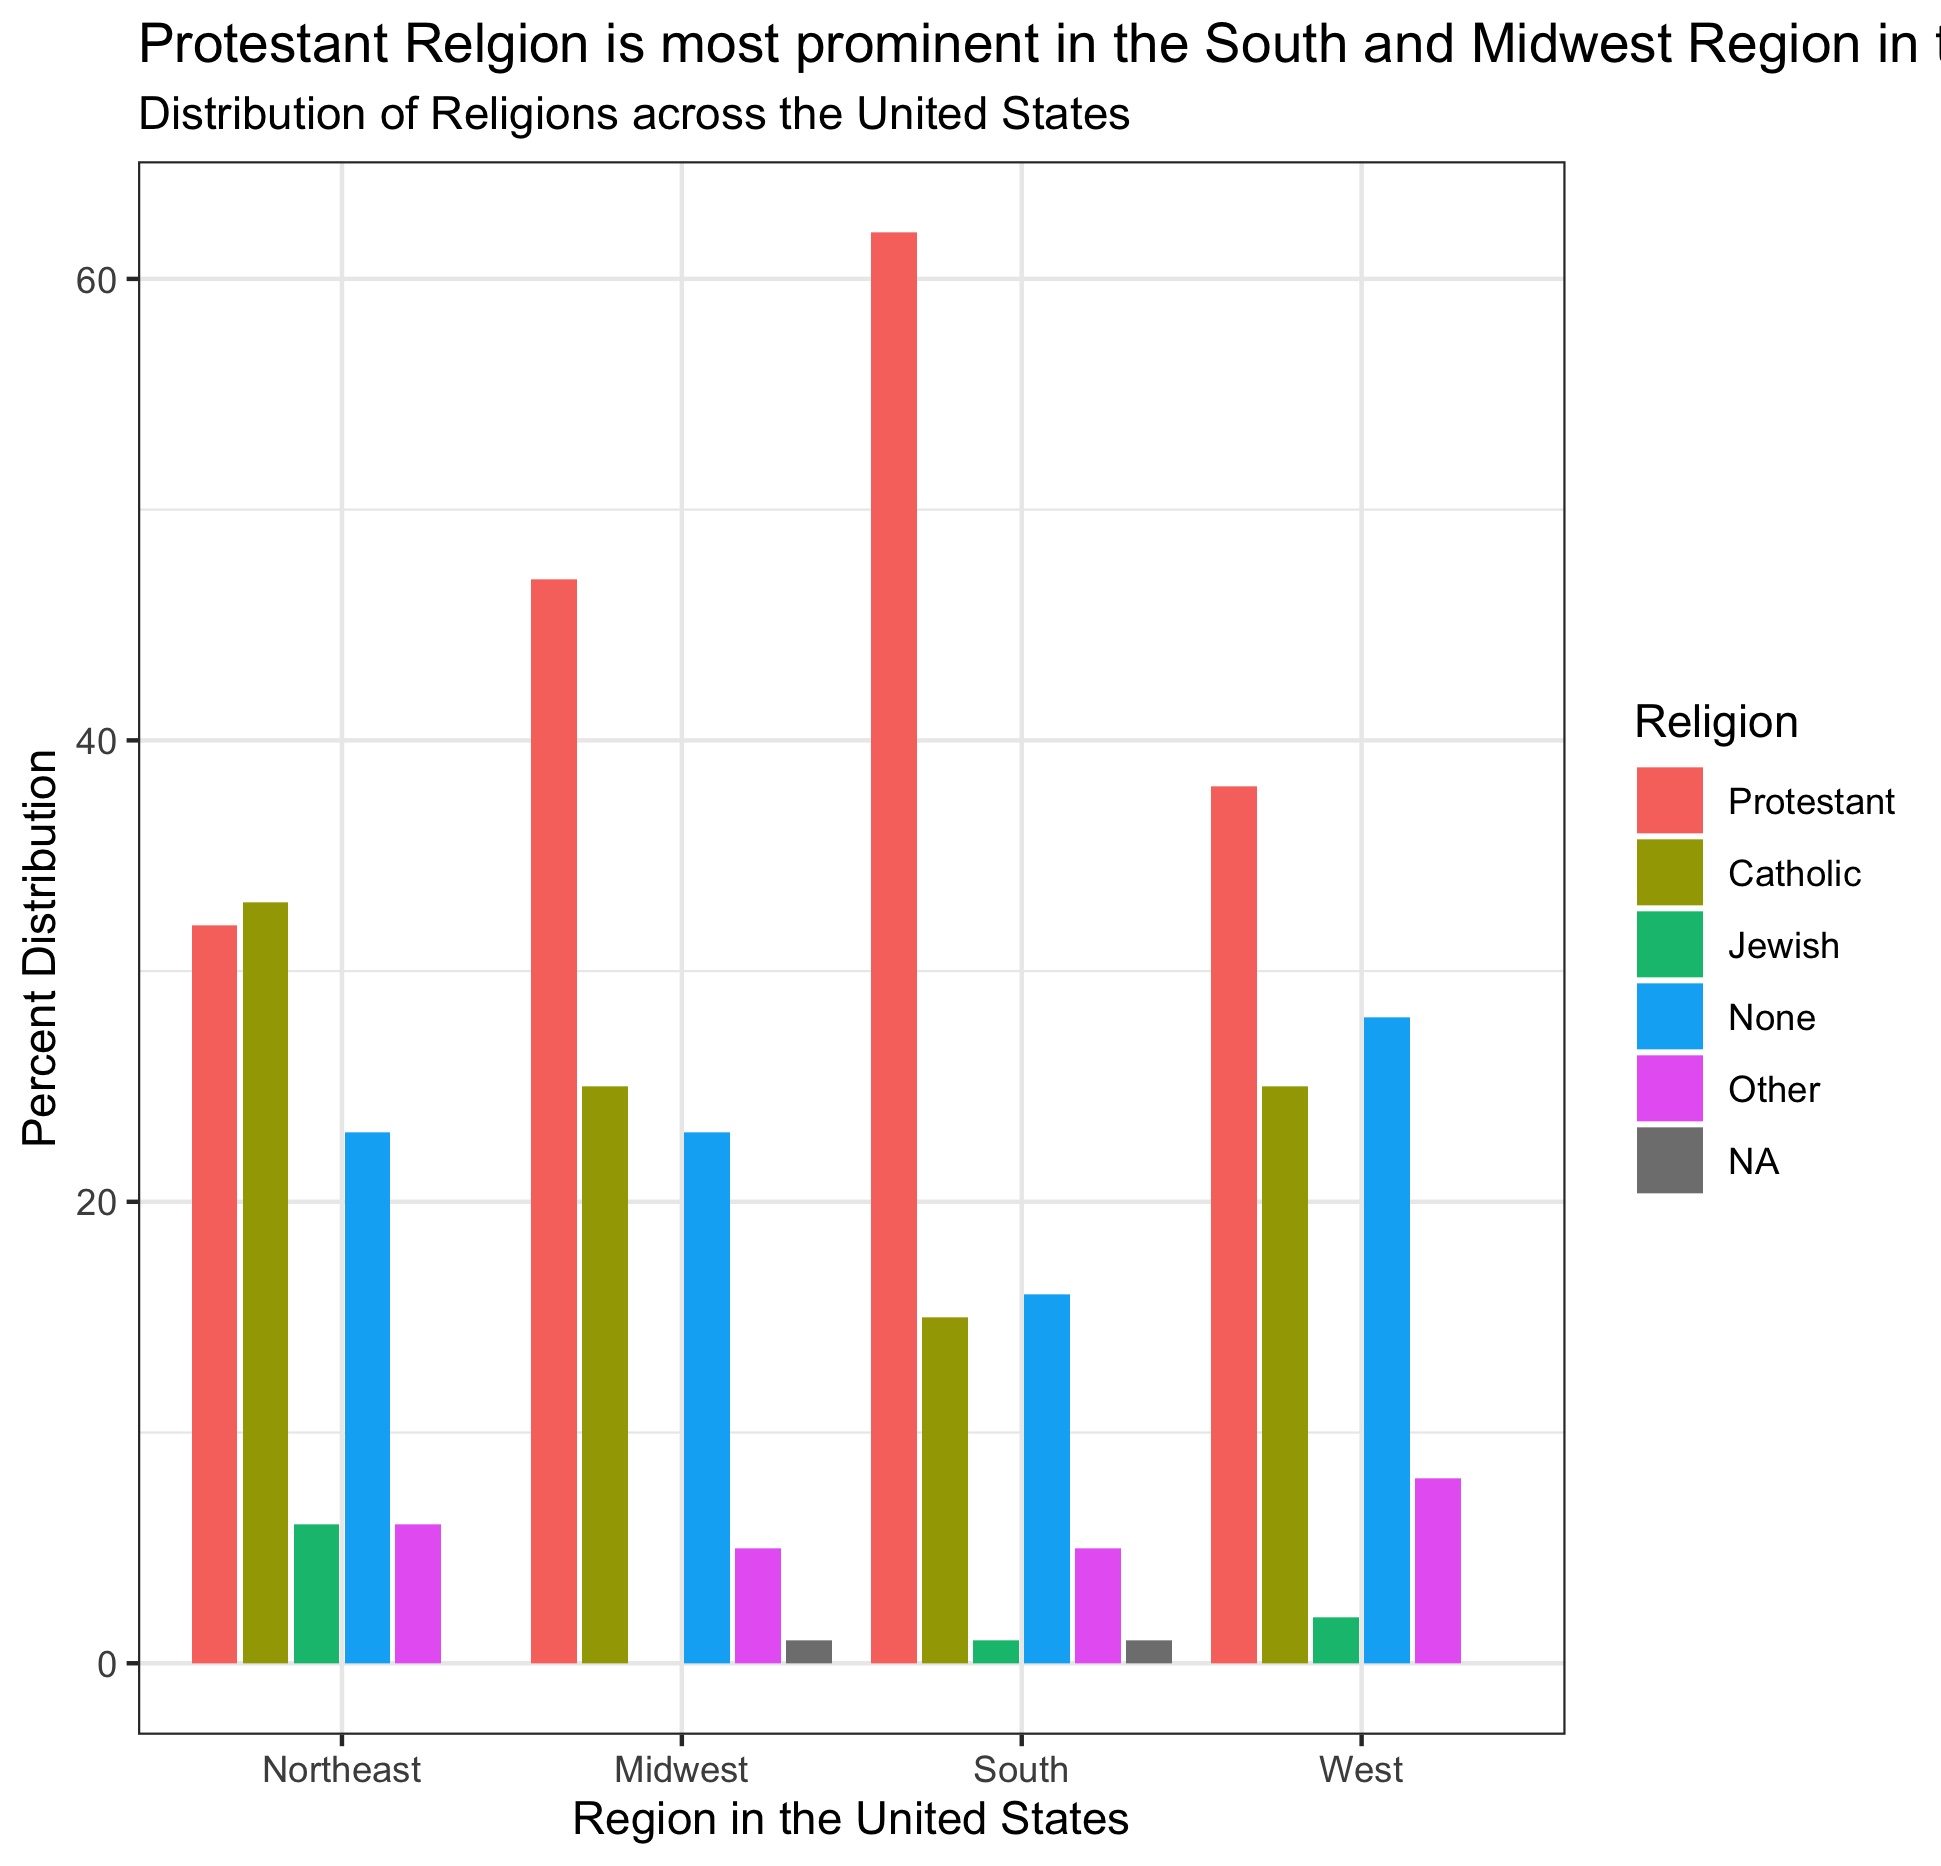 Protestant Relgion is most prominent in the South and Midwest Region in
Distribution of Religions across the United States
60
40
20
0
Percent Distribution
Northeast
Midwest
South
West
Region in the United States
Religion
Protestant
Catholic
Jewish
None
Other
NA